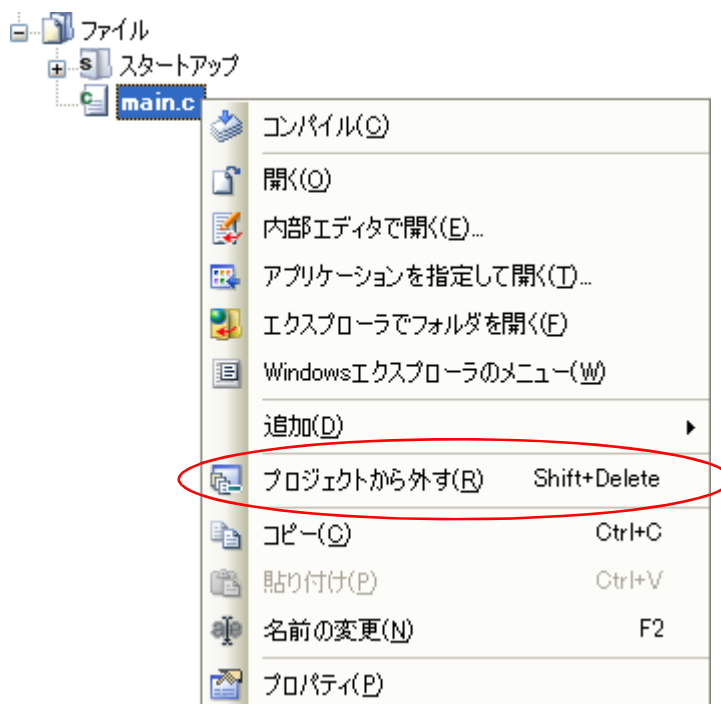 ファイル
スタートアップ
main.c
コンパイル(C)
開く(O)
内部エディタで開く(E)...
アプリケーションを指定して開く(T)...
エクスプローラでフォルダを開く(F)
Windowsエクスプローラのメニュー(W)
追加(D)
プロジェクトから外す(R) Shift+Delete
コピー(C) Ctrl+C
貼り付け(P) Ctrl+V
名前の変更(N) F2
プロパティ(P)